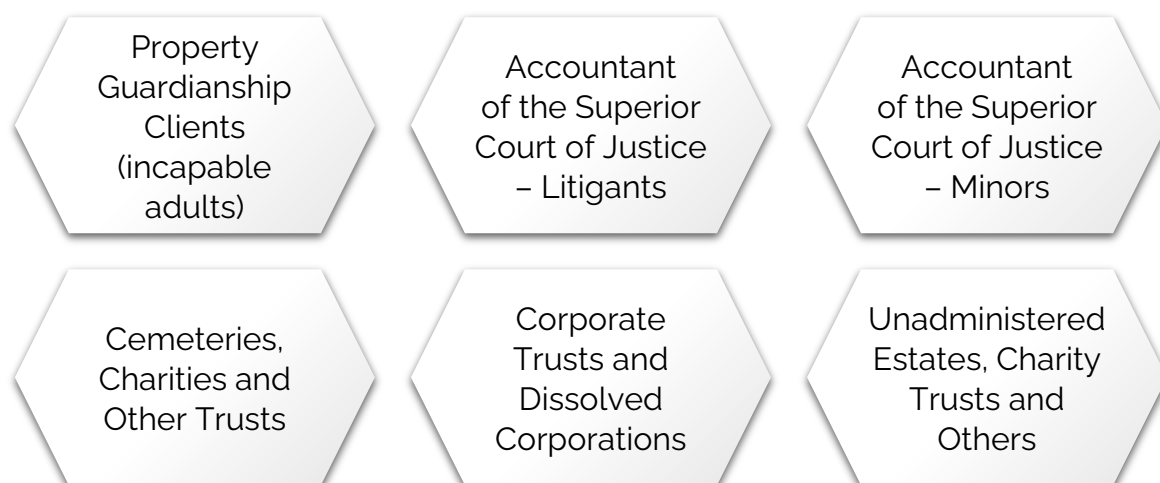 Property
Guardianship
Clients
(incapable
adults)
Accountant
of the Superior
Court of Justice
– Litigants
Accountant
of the Superior
Court of Justice
– Minors
Cemeteries,
Charities and
Other Trusts
Corporate
Trusts and
Dissolved
Corporations
Unadministered
Estates, Charity
Trusts and
Others